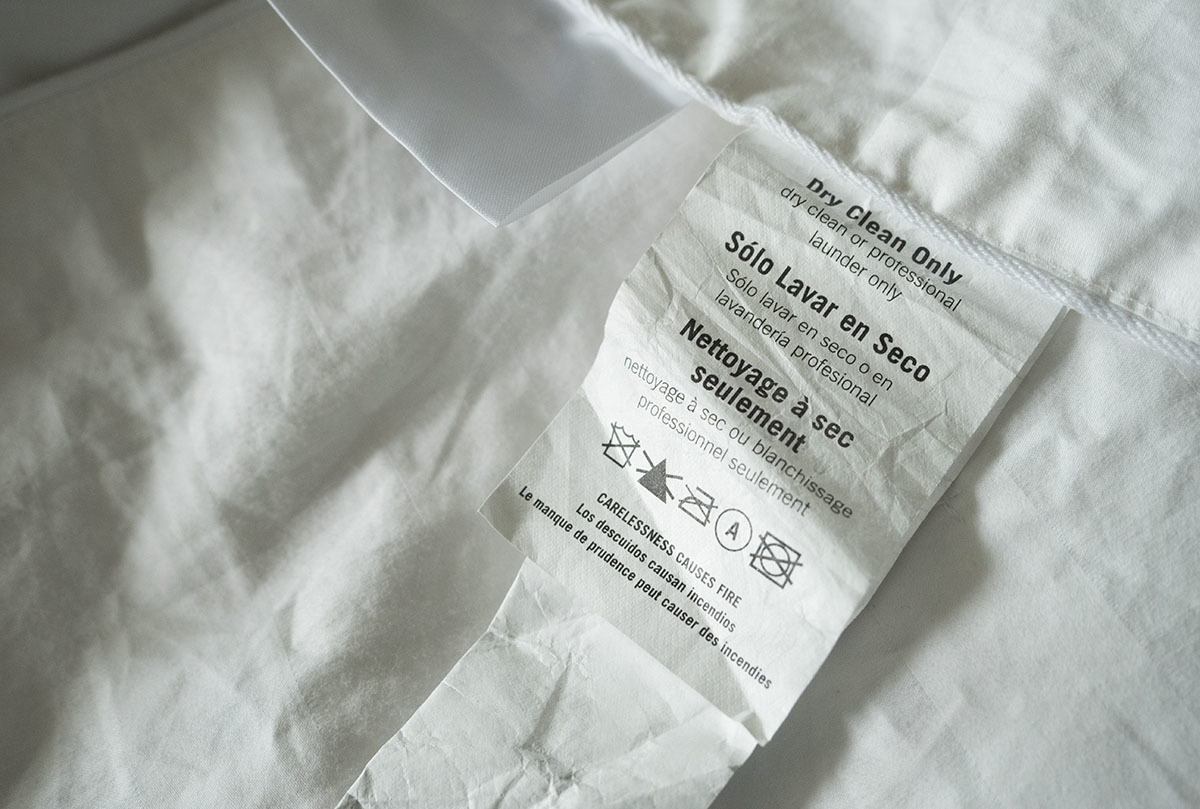 Dry Clean Only
dry clean or professional
launder only
Sólo Lavar en Seco
Sólo lavar en seco o en
lavandería profesional
Nettoyage à sec
seulement
nettoyage à sec ou blanchissage
professionnel seulement
A
CARELESSNESS CAUSES FIRE
Los descuidos causan incendios
Le manque de prudence peut causer des incendies